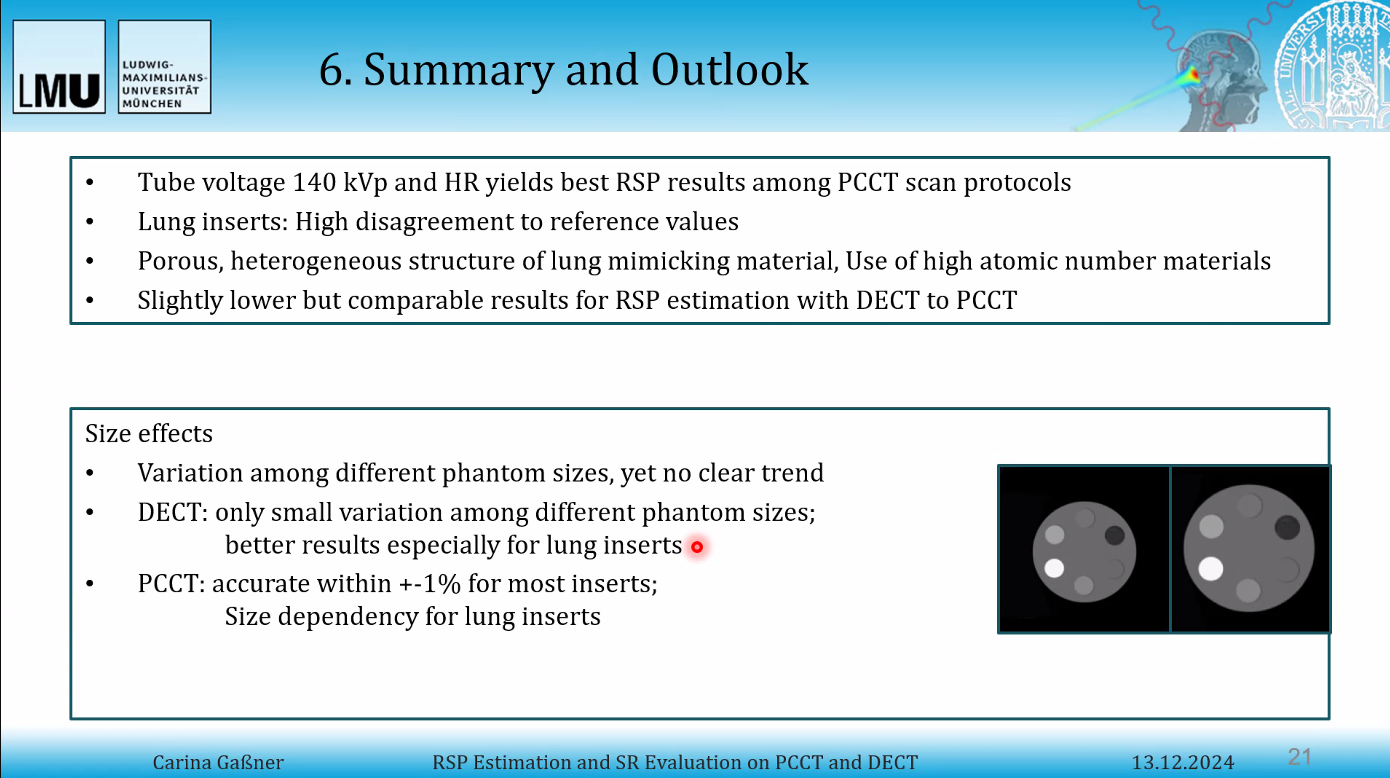 LMU
LUDWIG-
MAXIMILIANS-
UNIVERSITÄT
MÜNCHEN
6. Summary and Outlook
• Tube voltage 140 kVp and HR yields best RSP results among PCCT scan protocols
• Lung inserts: High disagreement to reference values
• Porous, heterogeneous structure of lung mimicking material, Use of high atomic number materials
• Slightly lower but comparable results for RSP estimation with DECT to PCCT
Size effects
• Variation among different phantom sizes, yet no clear trend
• DECT: only small variation among different phantom sizes;
better results especially for lung inserts
• PCCT: accurate within +-1% for most inserts;
Size dependency for lung inserts
Carina Gaßner
RSP Estimation and SR Evaluation on PCCT and DECT
13.12.2024
21